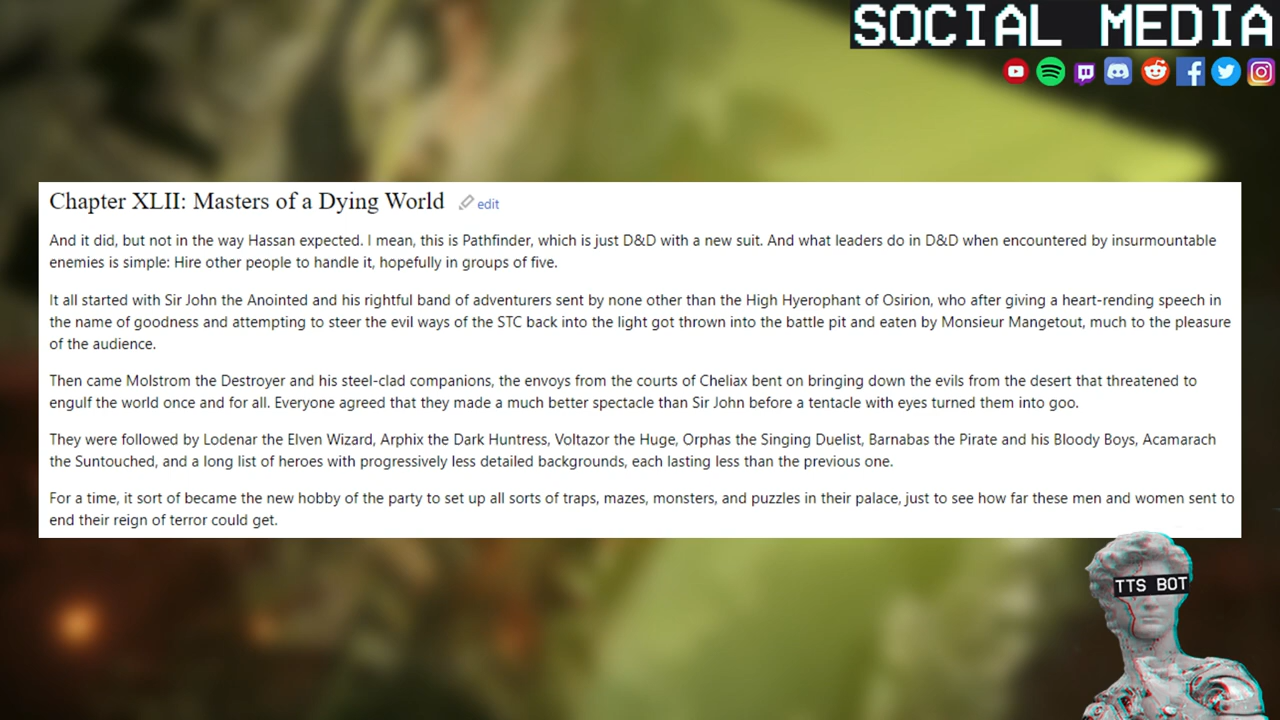 SOCIAL MEDIA
Chapter XLII: Masters of a Dying World edit
And it did, but not in the way Hassan expected. I mean, this is Pathfinder, which is just D&D with a new suit. And what leaders do in D&D when encountered by insurmountable
enemies is simple: Hire other people to handle it, hopefully in groups of five.
It all started with Sir John the Anointed and his rightful band of adventurers sent by none other than the High Hyerophant of Osirion, who after giving a heart-rending speech in
the name of goodness and attempting to steer the evil ways of the STC back into the light got thrown into the battle pit and eaten by Monsieur Mangetout, much to the pleasure
of the audience.
Then came Molstrom the Destroyer and his steel-clad companions, the envoys from the courts of Cheliax bent on bringing down the evils from the desert that threatened to
engulf the world once and for all. Everyone agreed that they made a much better spectacle than Sir John before a tentacle with eyes turned them into goo.
They were followed by Lodenar the Elven Wizard, Arphix the Dark Huntress, Voltazor the Huge, Orphas the Singing Duelist, Barnabas the Pirate and his Bloody Boys, Acamarach
the Suntouched, and a long list of heroes with progressively less detailed backgrounds, each lasting less than the previous one.
For a time, it sort of became the new hobby of the party to set up all sorts of traps, mazes, monsters, and puzzles in their palace, just to see how far these men and women sent to
end their reign of terror could get.
TTS BOT